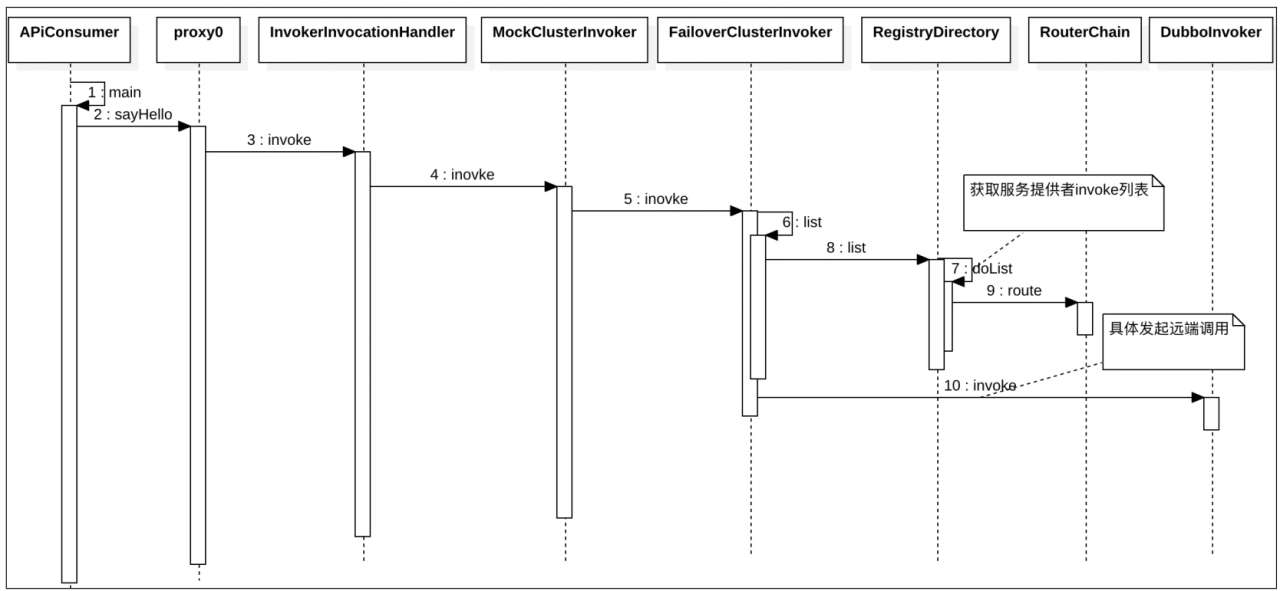 APiConsumer
proxy0
InvokerInvocationHandler
MockClusterInvoker
FailoverClusterInvoker
RegistryDirectory
RouterChain
DubboInvoker
1 : main
2 : sayHello
3 : invoke
4 : inovke
获取服务提供者invoke列表
5 : inovke
6 : list
8 : list
7 : doList
9 : route
具体发起远端调用
10 : invoke